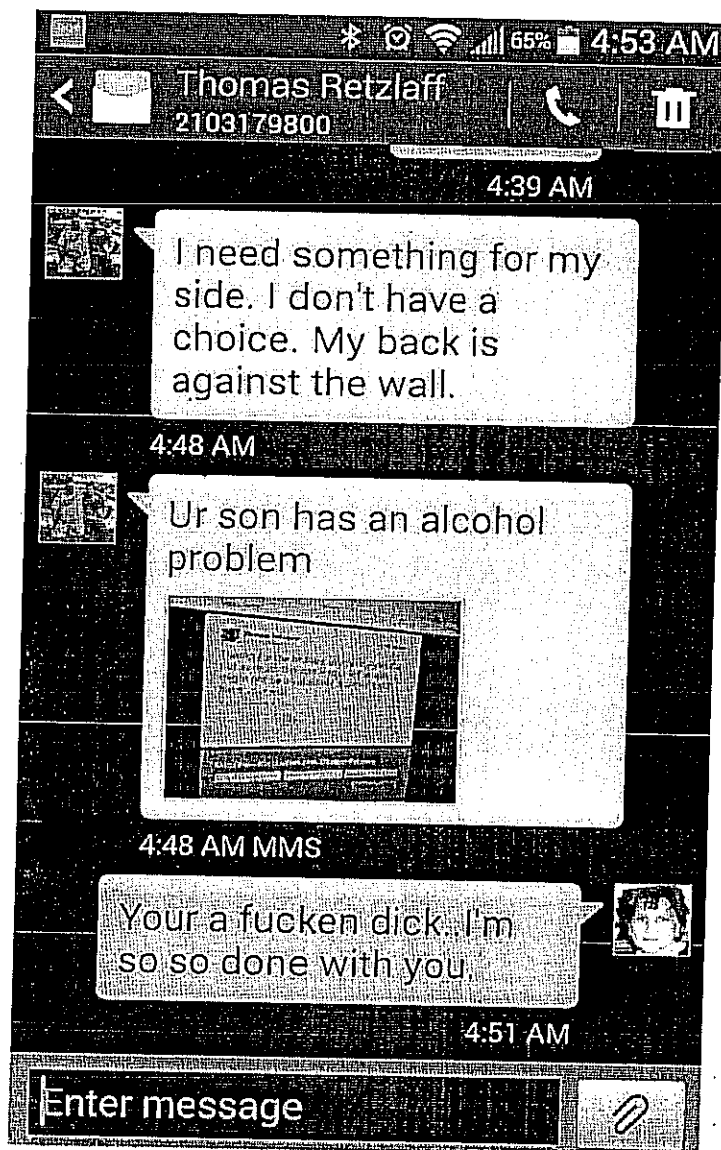 65% 4:53 AM
Thomas Retzlaff
2103179800
4:39 AM
I need something for my
side. I don't have a
choice. My back is
against the wall.
4:48 AM
Ur son has an alcohol
problem
4:48 AM MMS
Your a fucken dick..I'm
so so done with you.
4:51 AM
Enter message